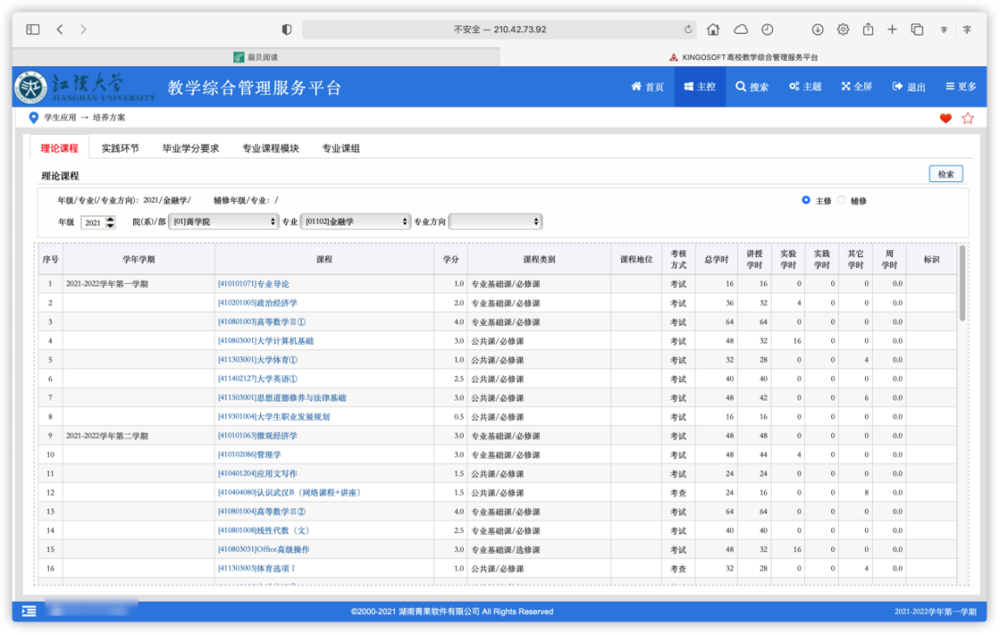 不安全 — 210.42.73.92
字 字
扇贝阅读
KINGOSOFT高校教学综合管理服务平台
江汉大学 教学综合管理服务平台 首页 主控 搜索 主题 全屏 退出 更多
JIANGHAN UNIVERSITY
学生应用 → 培养方案
理论课程 实践环节 毕业学分要求 专业课程模块 专业课组
理论课程 检索
年级/专业(/专业方向): 2021/金融学/ 辅修年级/专业: / 主修 辅修
年级 2021 院(系)/部 [01]商学院 专业 [01102]金融学 专业方向
序号 学年学期 课程 学分 课程类别 课程地位 考核方式 总学时 讲授学时 实验学时 实践学时 其它学时 周学时 标识
1 2021-2022学年第一学期 [410101071]专业导论 1.0 专业基础课/必修课 考试 16 16 0 0 0 0.0
2 [410201005]政治经济学 2.0 专业基础课/必修课 考试 36 32 4 0 0 0.0
3 [410801003]高等数学Ⅲ① 4.0 专业基础课/必修课 考试 64 64 0 0 0 0.0
4 [410803001]大学计算机基础 3.0 公共课/必修课 考试 48 32 16 0 0 0.0
5 [411303001]大学体育① 1.0 公共课/必修课 考试 32 28 0 0 4 0.0
6 [411402127]大学英语① 2.5 公共课/必修课 考试 40 40 0 0 0 0.0
7 [411503001]思想道德修养与法律基础 3.0 公共课/必修课 考试 48 42 0 0 6 0.0
8 [419301004]大学生职业发展规划 0.5 公共课/必修课 考试 16 16 0 0 0 0.0
9 2021-2022学年第二学期 [410101063]微观经济学 3.0 专业基础课/必修课 考试 48 48 0 0 0 0.0
10 [410102086]管理学 3.0 专业基础课/必修课 考试 48 44 4 0 0 0.0
11 [410401204]应用文写作 1.5 公共课/必修课 考试 24 24 0 0 0 0.0
12 [410404080]认识武汉B（网络课程+讲座） 1.5 公共课/必修课 考查 24 16 0 0 8 0.0
13 [410801004]高等数学Ⅲ② 4.0 专业基础课/必修课 考试 64 64 0 0 0 0.0
14 [410801008]线性代数（文） 2.5 专业基础课/必修课 考试 40 40 0 0 0 0.0
15 [410803031]Office高级操作 3.0 专业基础课/选修课 考试 48 32 16 0 0 0.0
16 [411303003]体育选项Ⅰ 1.0 公共课/必修课 考查 32 28 0 0 4 0.0
©2000-2021 湖南青果软件有限公司 All Rights Reserved 2021-2022学年第一学期